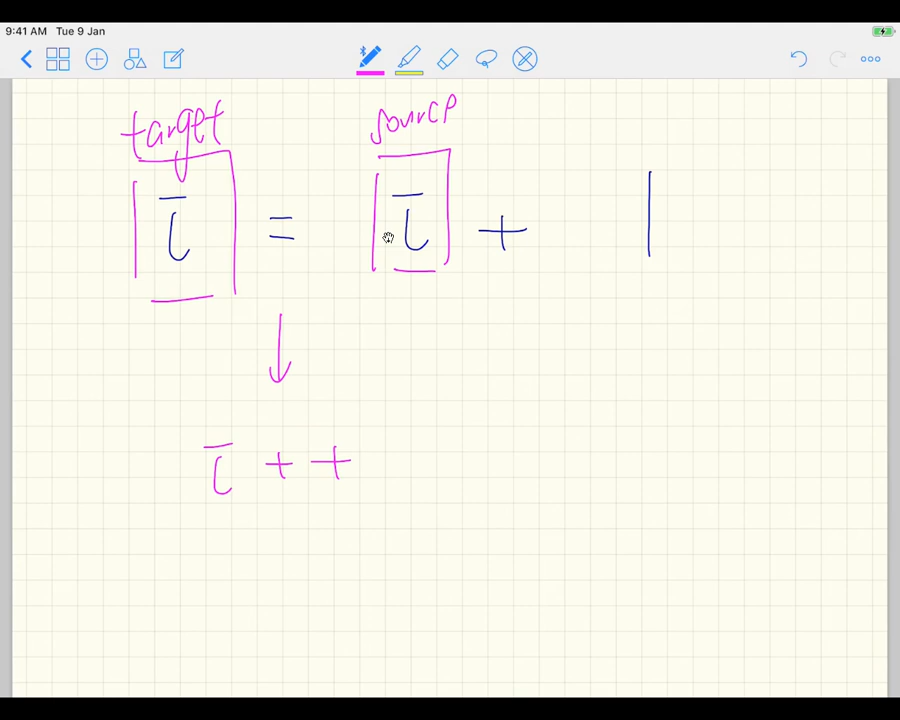 9:41 AM Tue 9 Jan
target source
i = i + 1
i + +